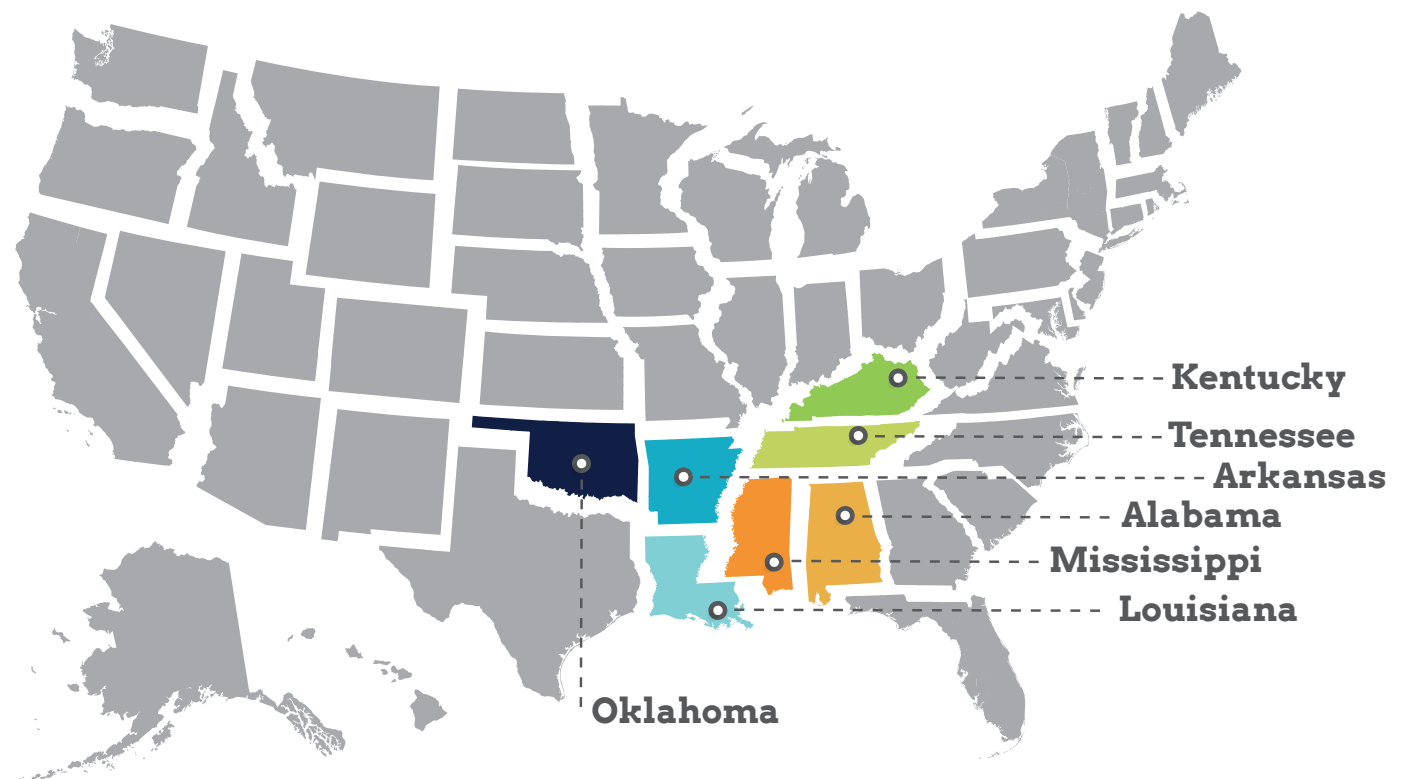 Kentucky
Tennessee
Arkansas
Alabama
Mississippi
Louisiana
Oklahoma